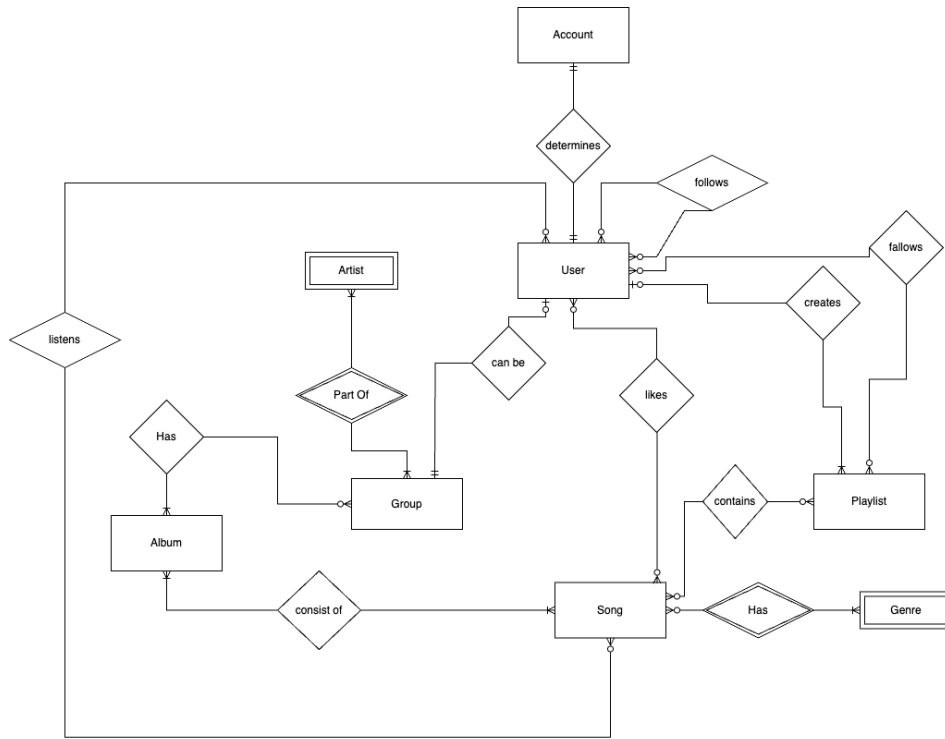 Account
determines
follows
fallows
User
Artist
creates
listens
can be
Part Of
likes
Has
contains
Group
Playlist
Album
consist of
Song
Has
Genre